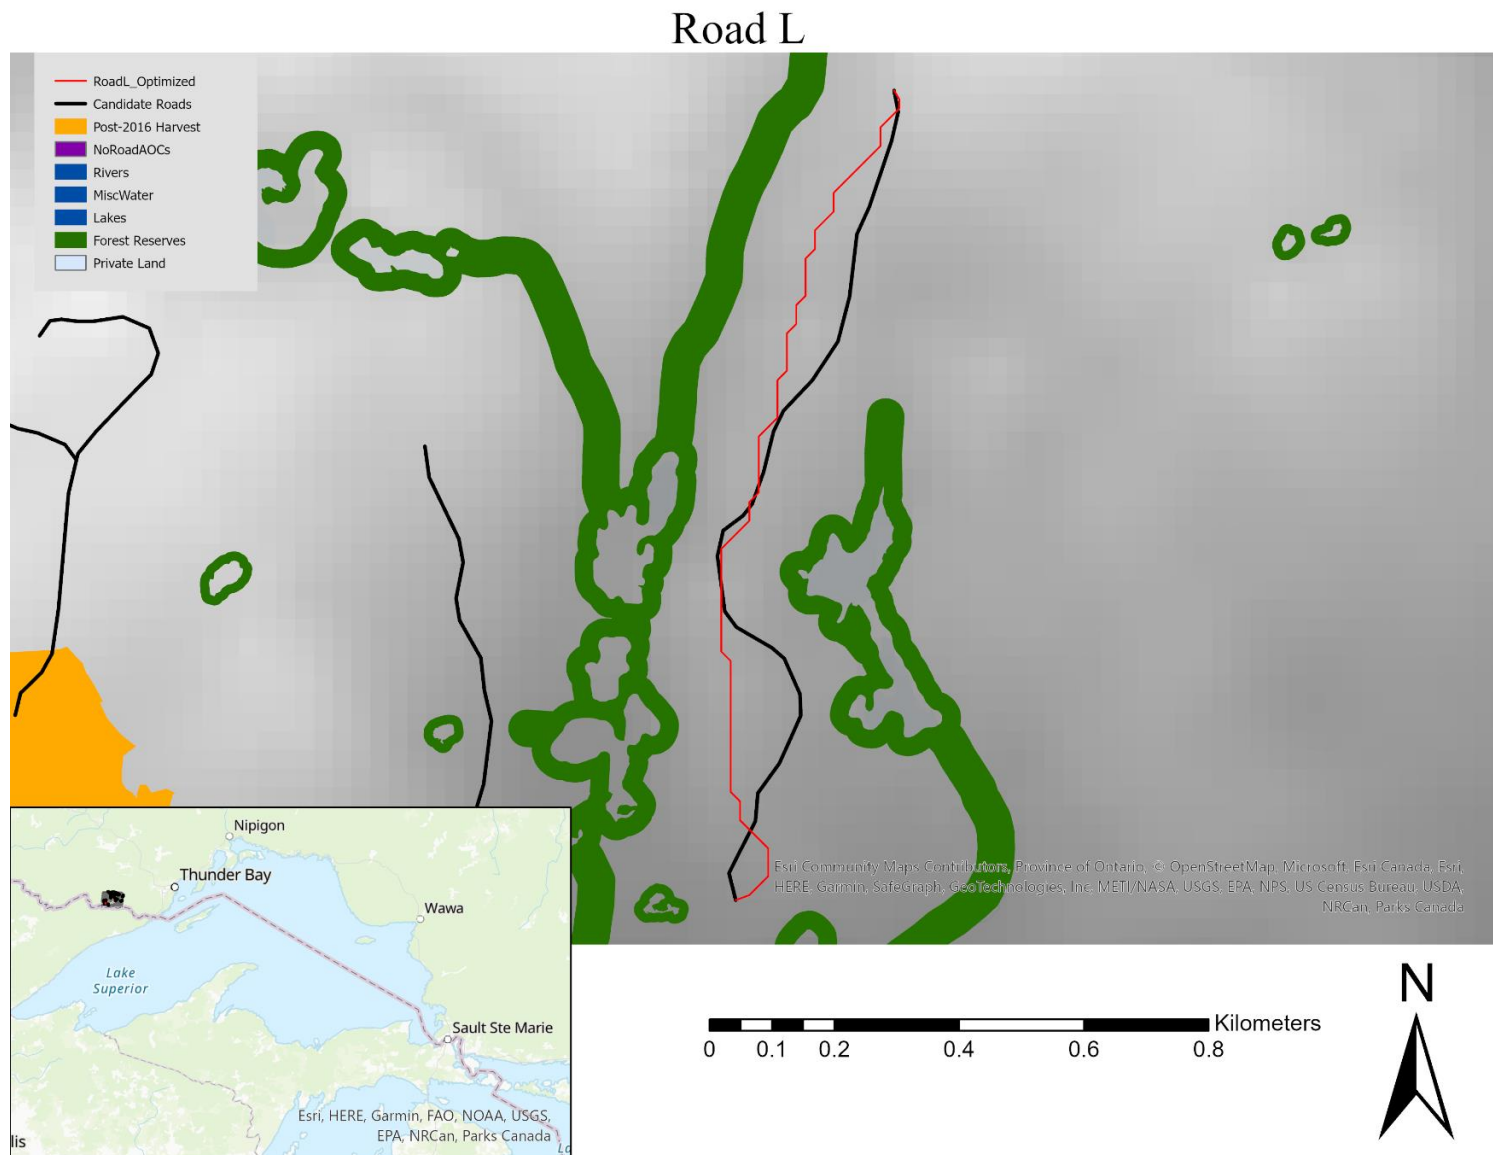 Road L
RoadL_Optimized
Candidate Roads
Post-2016 Harvest
NoRoadAOCs
Rivers
MiscWater
Lakes
Forest Reserves
Private Land
Esri Community Maps Contributors, Province of Ontario, © OpenStreetMap, Microsoft, Esri Canada, Esri,
HERE, Garmin, SafeGraph, GeoTechnologies, Inc, METI/NASA, USGS, EPA, NPS, US Census Bureau, USDA,
NRCan, Parks Canada
Nipigon
Thunder Bay
Wawa
Lake
Superior
Sault Ste Marie
Esri, HERE, Garmin, FAO, NOAA, USGS,
EPA, NRCan, Parks Canada
lis
La
N
Kilometers
0 0.1 0.2 0.4 0.6 0.8